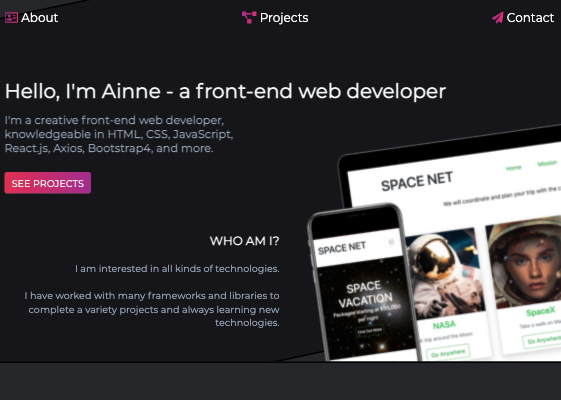 About
Projects
Contact
Hello, I'm Ainne - a front-end web developer
I'm a creative front-end web developer,
knowledgeable in HTML, CSS, JavaScript,
React.js, Axios, Bootstrap4, and more.
SEE PROJECTS
WHO AM I?
I am interested in all kinds of technologies.
I have worked with many frameworks and libraries to
complete a variety projects and always learning new
technologies.
Home
Mission
SPACE NET
We will coordinate and plan your trip with the
SPACE NET
SPACE
VACATION
Packages starting at
per night
Find Out More
NASA
trip around the Moon
Go Anywhere
SpaceX
Take a walk on Ma
Go Anywhere